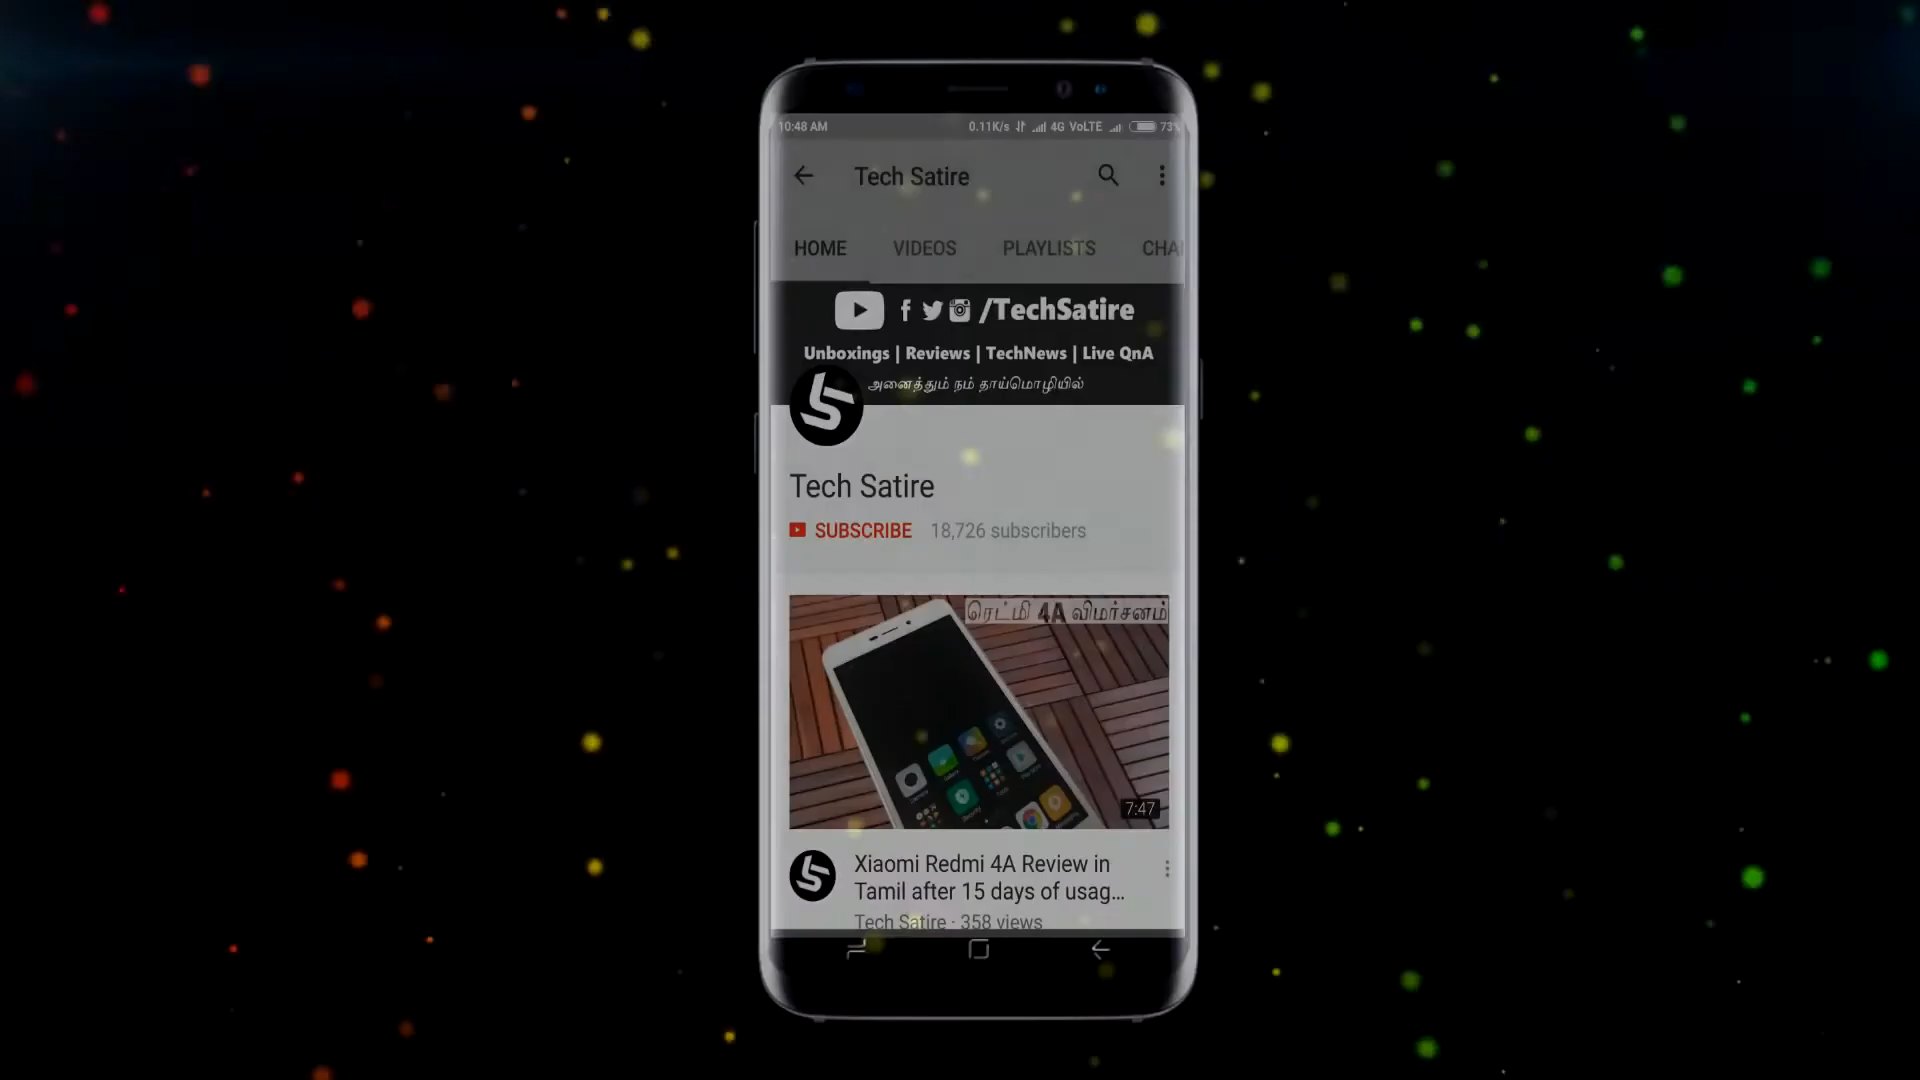 10:48 AM 0.11K/s 4G VoLTE 73%
Tech Satire
HOME VIDEOS PLAYLISTS CHA
/TechSatire
Unboxings | Reviews | TechNews | Live QnA
அனைத்தும் நம் தாய்மொழியில்
Tech Satire
SUBSCRIBE 18,726 subscribers
ரெட்மி 4A விமர்சனம்
7:47
Xiaomi Redmi 4A Review in
Tamil after 15 days of usag...
Tech Satire · 358 views